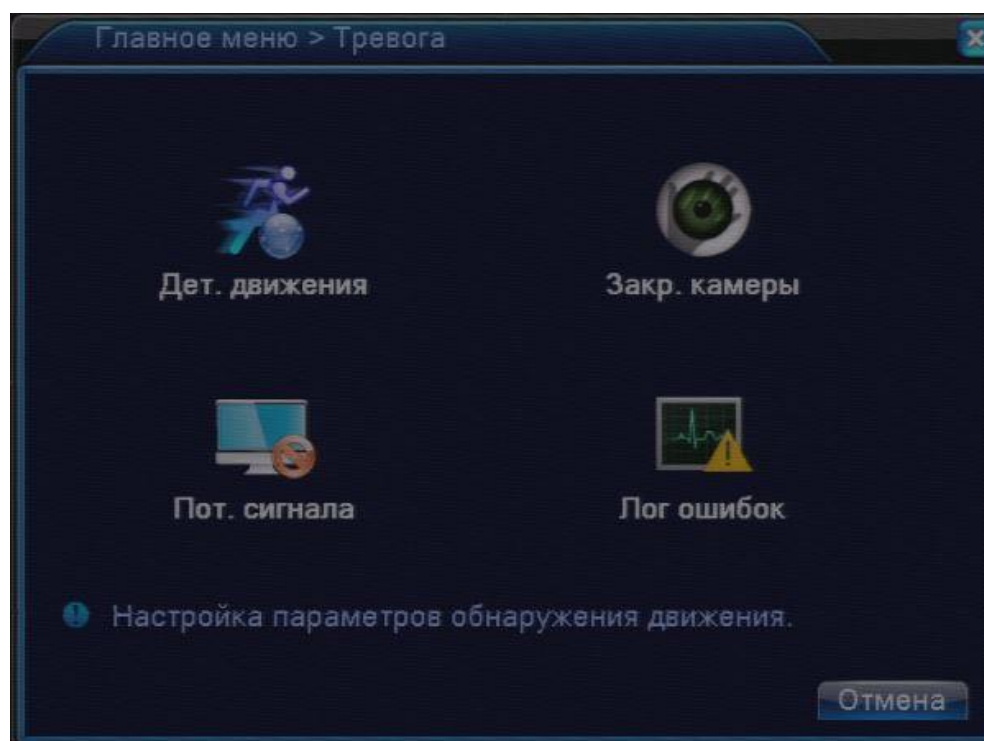 Главное меню > Тревога
Дет. движения
Закр. камеры
Пот. сигнала
Лог ошибок
Настройка параметров обнаружения движения.
Отмена